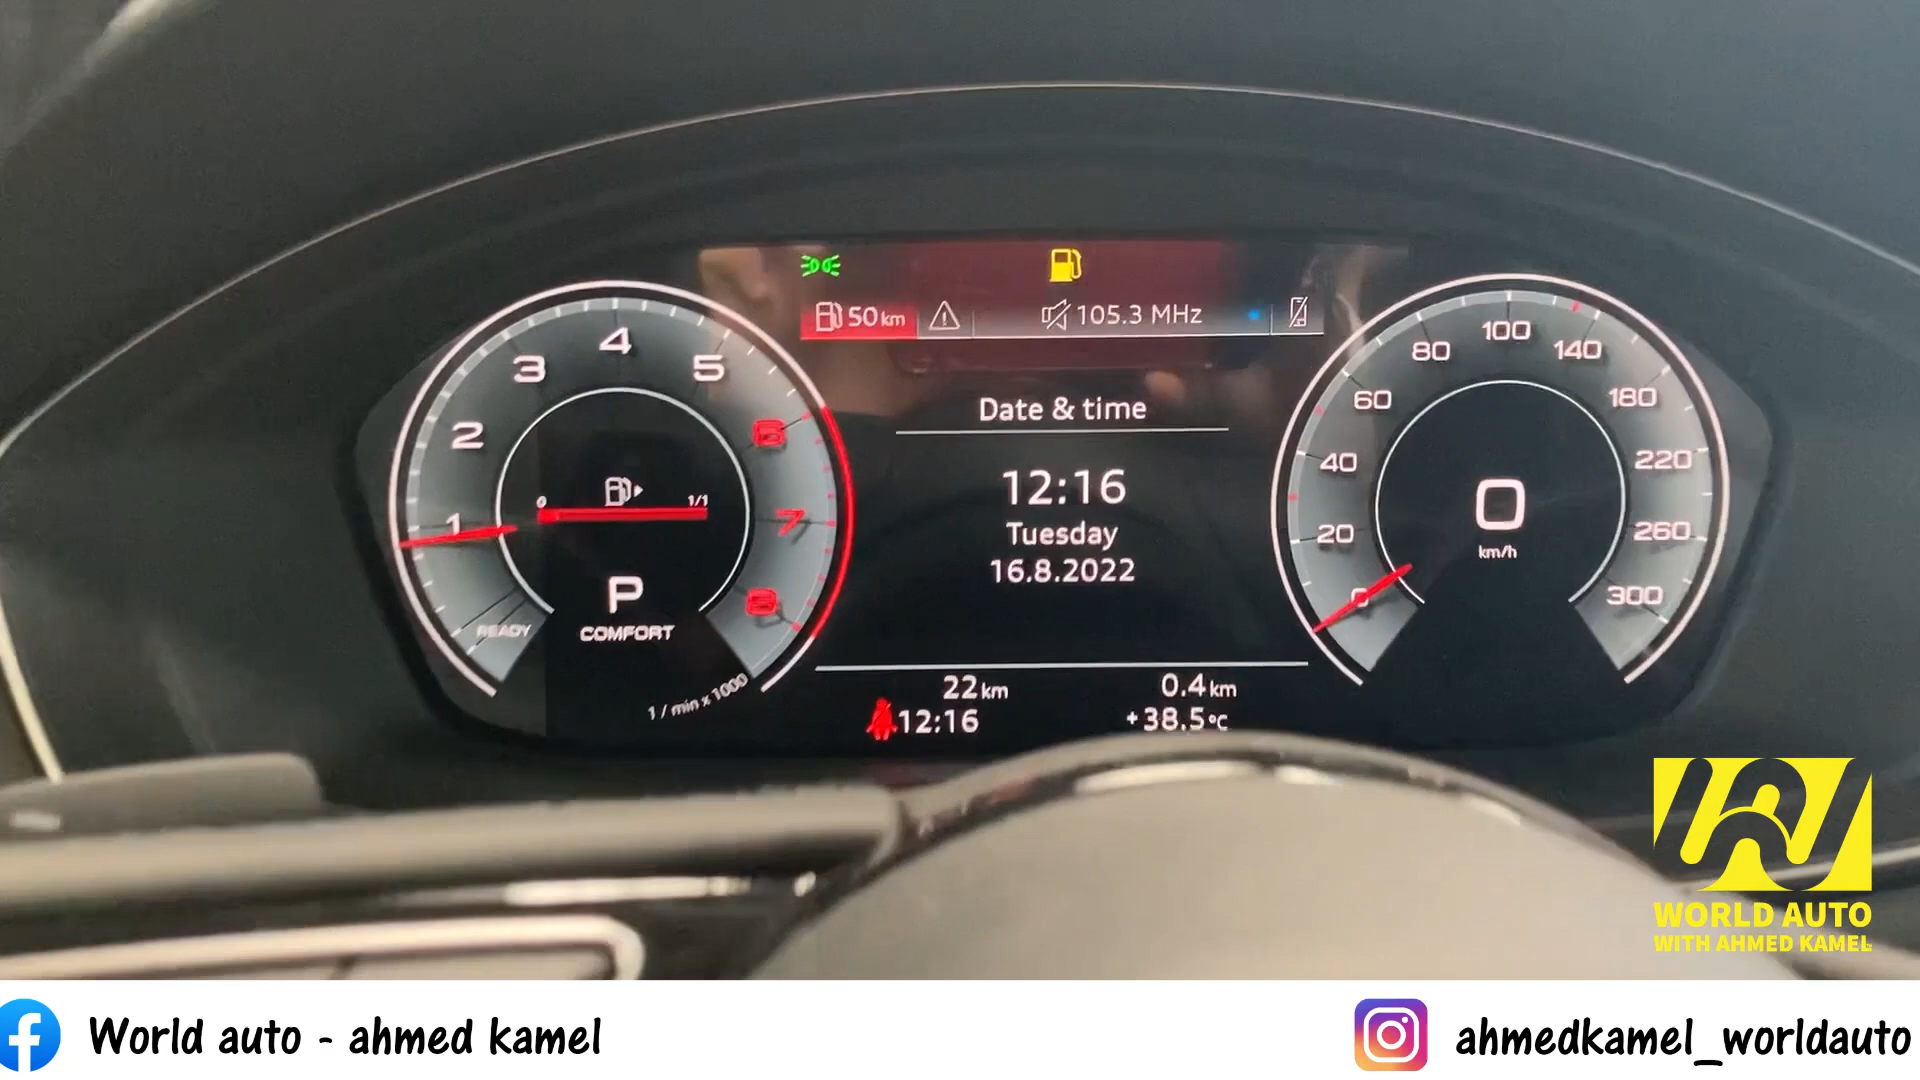 50 km
105.3 MHz
Date & time
12:16
Tuesday
16.8.2022
22 km
0.4 km
12:16
+38.5°C
1
2
3
4
5
6
7
8
0
1/1
P
COMFORT
READY
1 / min x 1000
0
20
40
60
80
100
140
180
220
260
300
0
km/h
WORLD AUTO
WITH AHMED KAMEL
World auto - ahmed kamel
ahmedkamel_worldauto